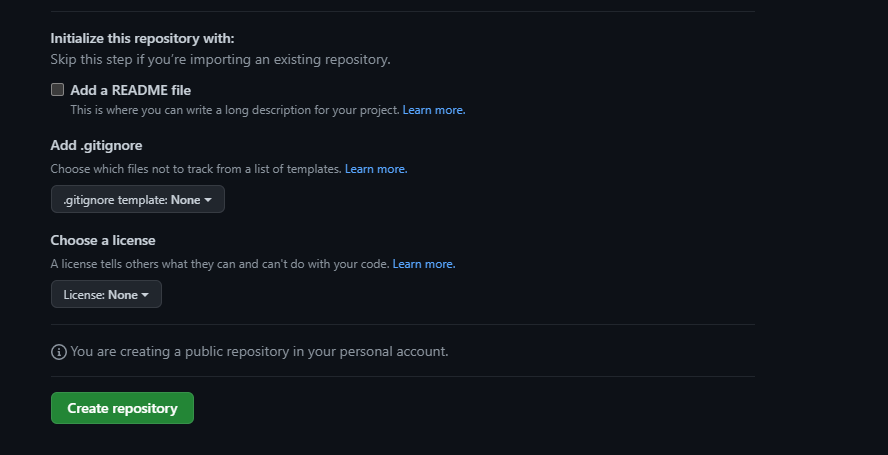 Initialize this repository with:
Skip this step if you're importing an existing repository.
Add a README file
This is where you can write a long description for your project. Learn more.
Add .gitignore
Choose which files not to track from a list of templates. Learn more.
.gitignore template: None
Choose a license
A license tells others what they can and can't do with your code. Learn more.
License: None
You are creating a public repository in your personal account.
Create repository